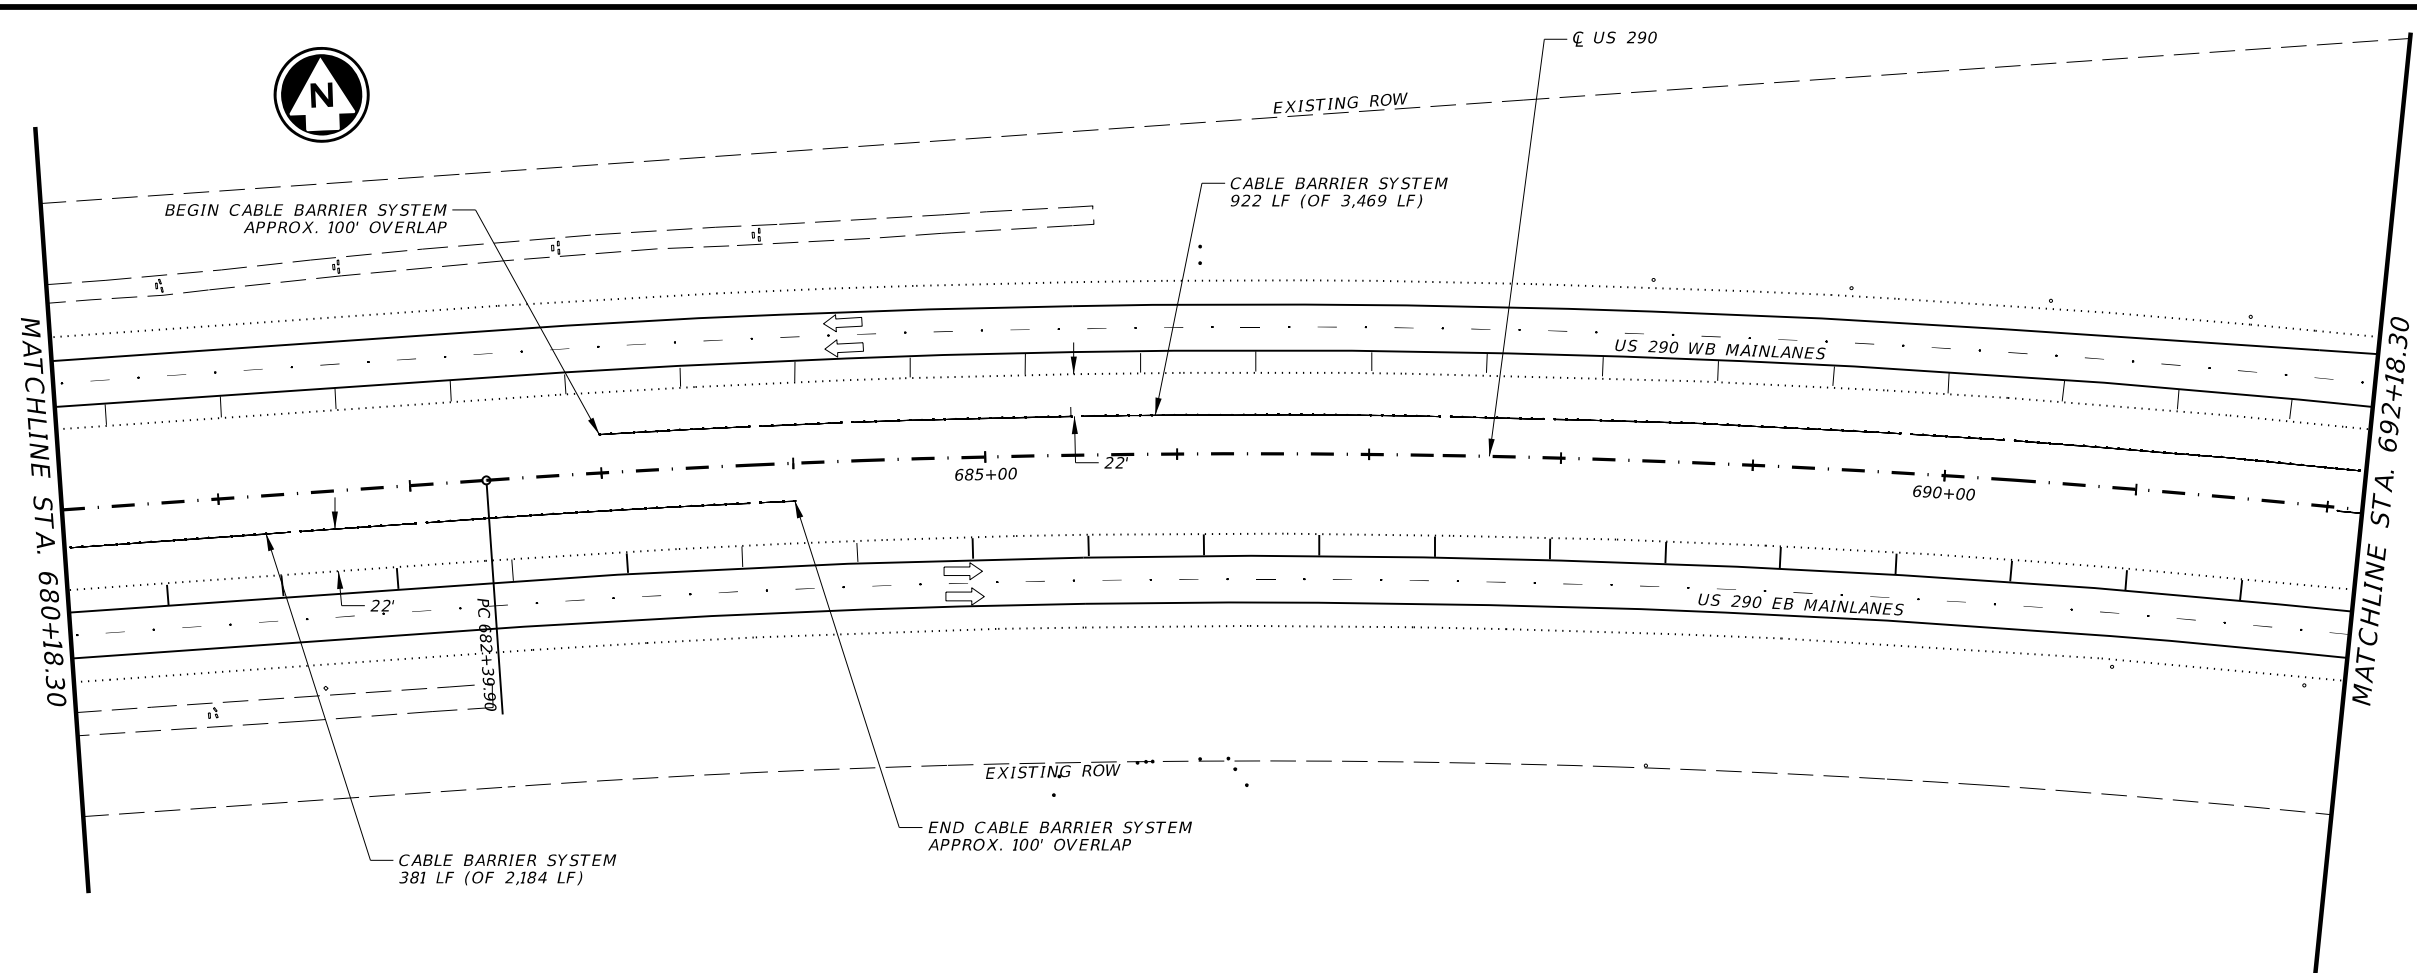 ℄ US 290
N
EXISTING ROW
CABLE BARRIER SYSTEM
922 LF (OF 3,469 LF)
BEGIN CABLE BARRIER SYSTEM
APPROX. 100' OVERLAP
MATCHLINE STA. 680+18.30
US 290 WB MAINLANES
MATCHLINE STA. 692+18.30
22'
685+00
690+00
22'
PC 682+39.90
US 290 EB MAINLANES
EXISTING ROW
END CABLE BARRIER SYSTEM
APPROX. 100' OVERLAP
CABLE BARRIER SYSTEM
381 LF (OF 2,184 LF)